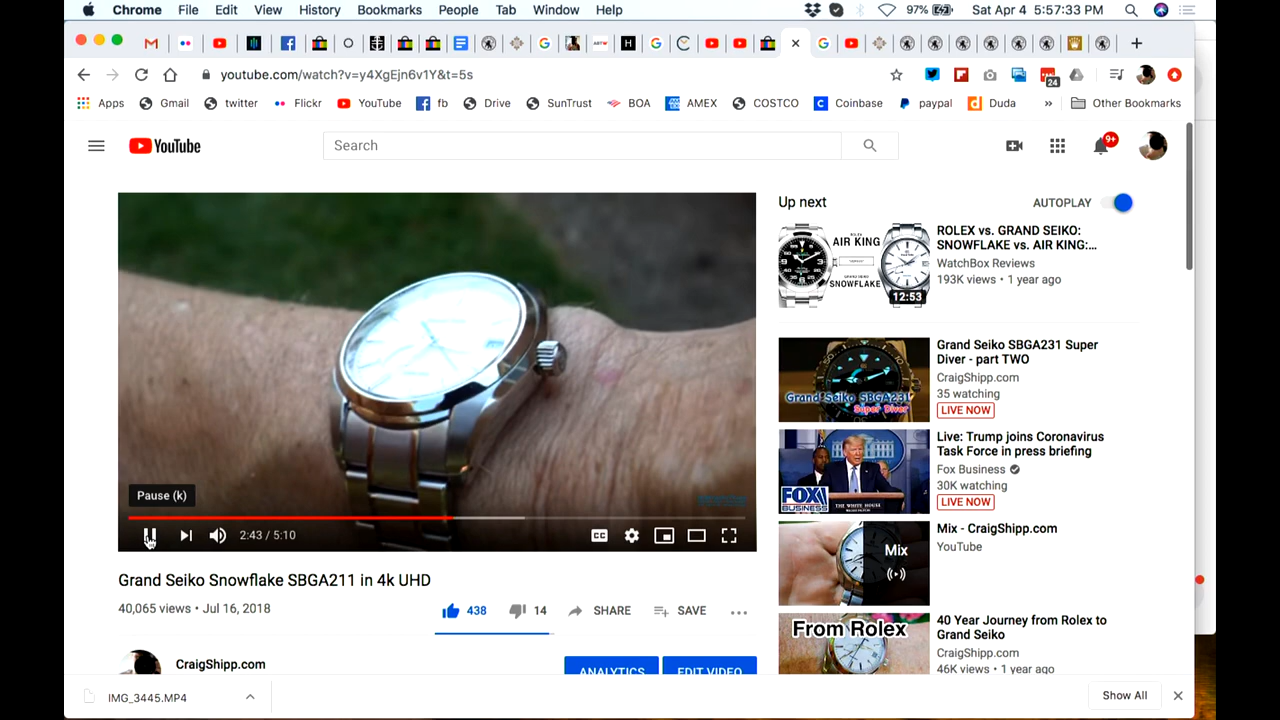 Chrome File Edit View History Bookmarks People Tab Window Help 97% Sat Apr 4 5:57:33 PM
youtube.com/watch?v=y4XgEjn6v1Y&t=5s
24
Apps Gmail twitter Flickr YouTube fb Drive SunTrust BOA AMEX COSTCO Coinbase paypal Duda » Other Bookmarks
YouTube
Search
9+
Up next
AUTOPLAY
ROLEX
AIR KING
GRAND SEIKO
SNOWFLAKE
12:53
ROLEX vs. GRAND SEIKO:
SNOWFLAKE vs. AIR KING:...
WatchBox Reviews
193K views • 1 year ago
Grand Seiko SBGA231
Super Diver
Grand Seiko SBGA231 Super
Diver - part TWO
CraigShipp.com
35 watching
LIVE NOW
FOX
BUSINESS
THE WHITE HOUSE
Live: Trump joins Coronavirus
Task Force in press briefing
Fox Business
30K watching
LIVE NOW
Mix
Mix - CraigShipp.com
YouTube
From Rolex
40 Year Journey from Rolex to
Grand Seiko
CraigShipp.com
46K views • 1 year ago
Pause (k)
2:43 / 5:10
CC
Grand Seiko Snowflake SBGA211 in 4k UHD
40,065 views • Jul 16, 2018
438 14 SHARE SAVE
CraigShipp.com
ANALYTICS EDIT VIDEO
IMG_3445.MP4
Show All